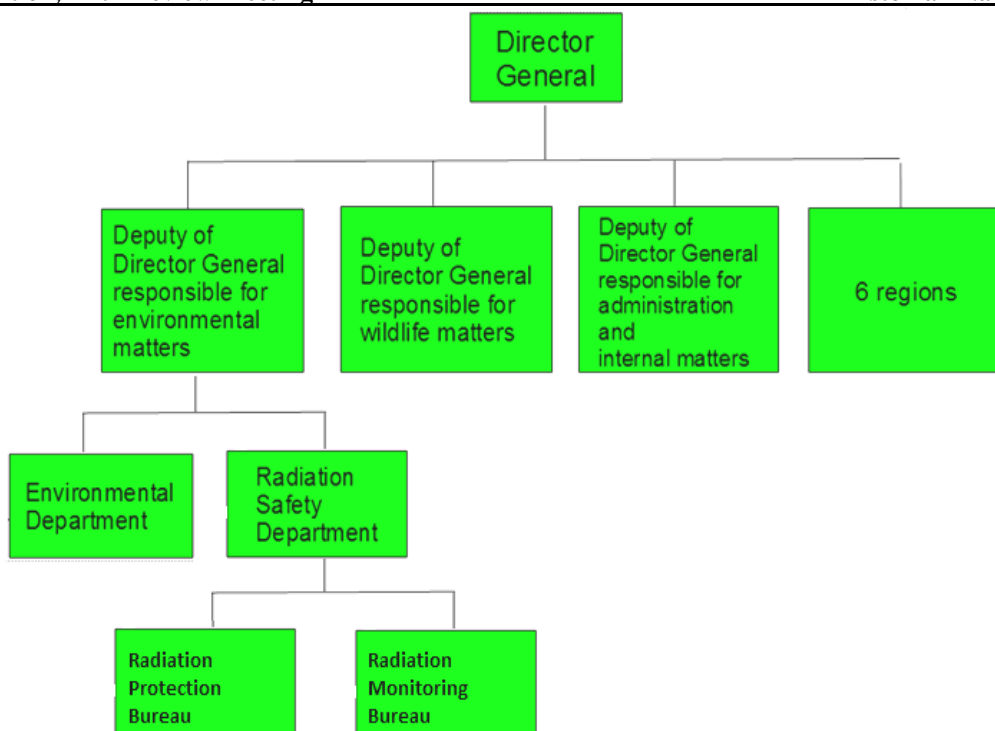 Director
General
Deputy of
Director General
responsible for
environmental
matters
Deputy of
Director General
responsible for
wildlife matters
Deputy of
Director General
responsible for
administration
and
internal matters
6 regions
Environmental
Department
Radiation
Safety
Department
Radiation
Protection
Bureau
Radiation
Monitoring
Bureau